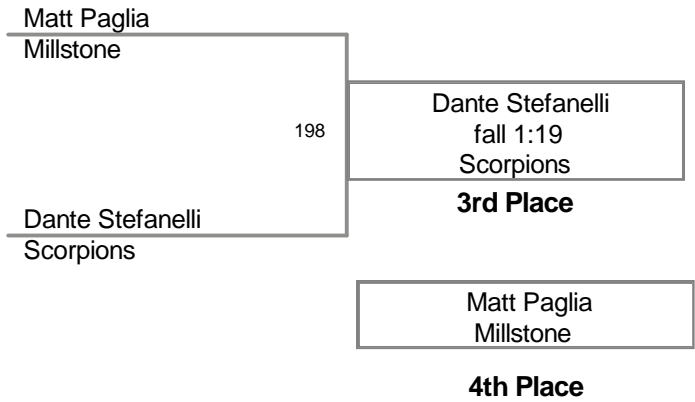 Matt Paglia
Millstone
198
Dante Stefanelli
fall 1:19
Scorpions
3rd Place
Dante Stefanelli
Scorpions
Matt Paglia
Millstone
4th Place